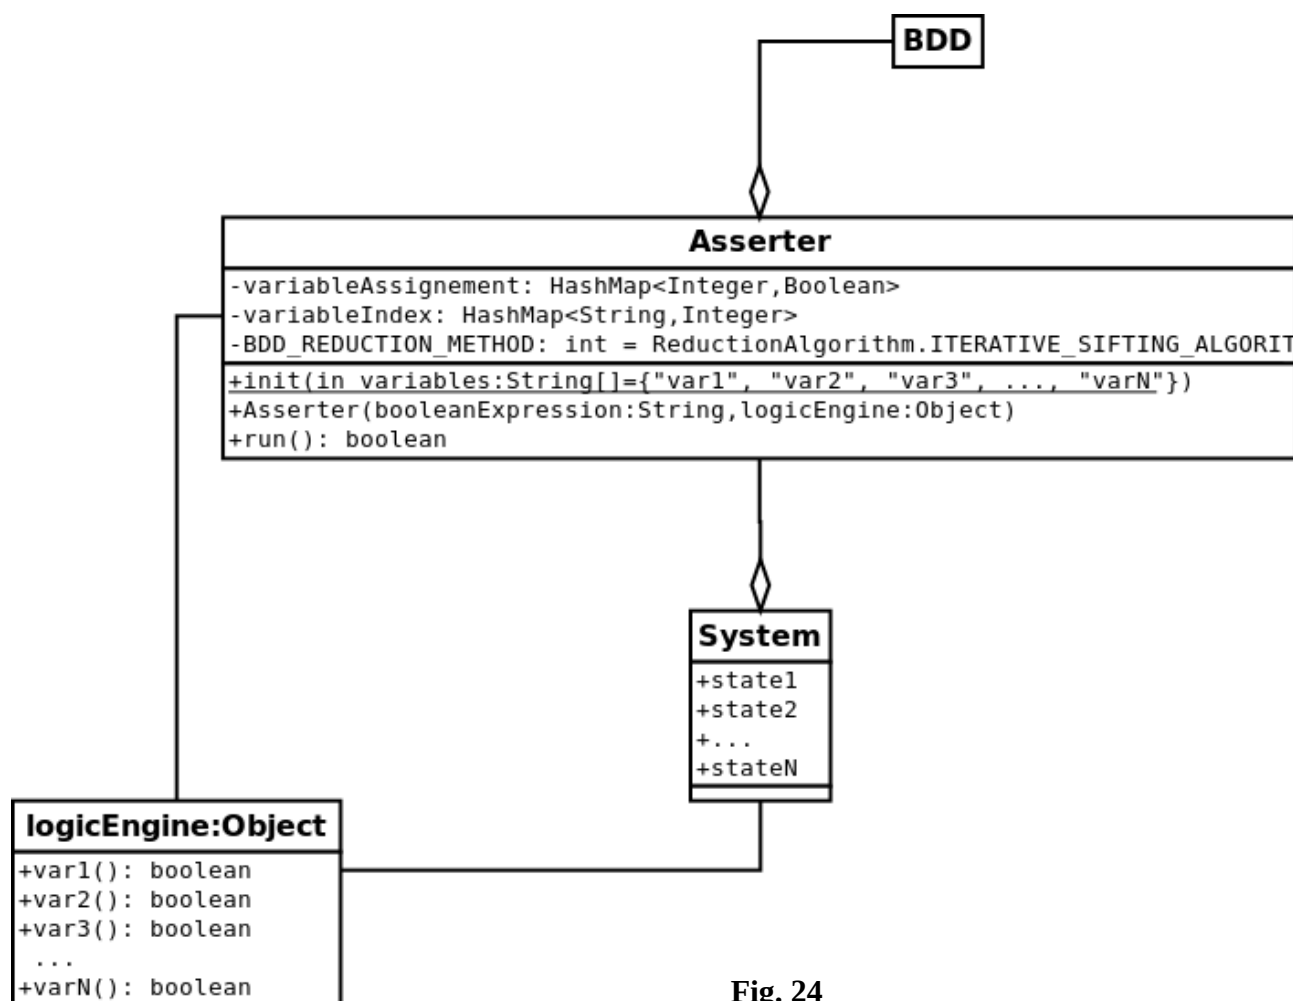 BDD
Asserter
-variableAssignement: HashMap<Integer,Boolean>
-variableIndex: HashMap<String,Integer>
-BDD_REDUCTION_METHOD: int = ReductionAlgorithm.ITERATIVE_SIFTING_ALGORIT
+init(in variables:String[]={"var1", "var2", "var3", ..., "varN"})
+Asserter(booleanExpression:String,logicEngine:Object)
+run(): boolean
System
+state1
+state2
+...
+stateN
logicEngine:Object
+var1(): boolean
+var2(): boolean
+var3(): boolean
...
+varN(): boolean
Fig. 24